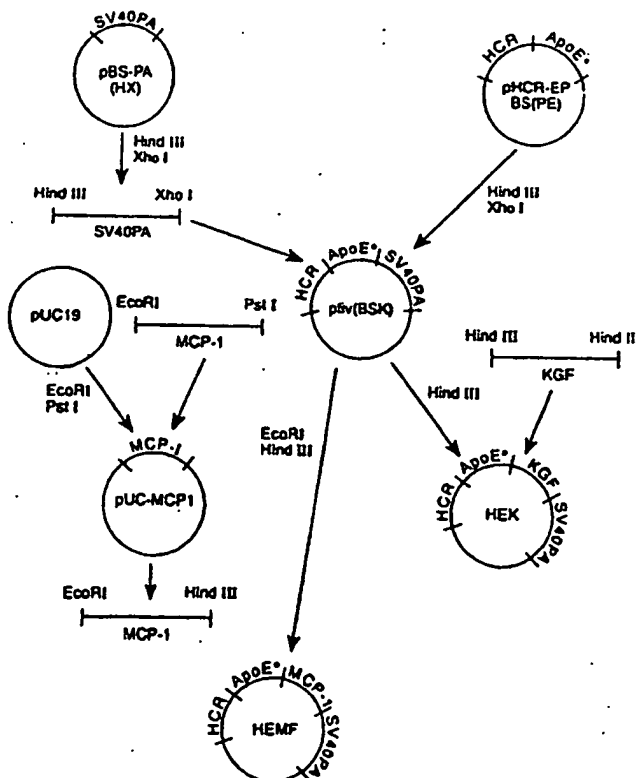 SV40PA
pBS-PA
(HX)
Hind III
Xho I
Hind III Xho I
SV40PA
HCR ApoE*
pHCR-EP
BS(PE)
Hind III
Xho I
HCR ApoE* SV40PA
pliv(BSK)
pUC19
EcoRI Pst I
MCP-1
EcoRI
Pst I
MCP-1
pUC-MCP1
EcoRI Hind III
MCP-1
EcoRI
Hind III
Hind III
Hind III Hind II
KGF
HCR ApoE* KGF SV40PA
HEK
HCR ApoE* MCP-1 SV40PA
HEMF